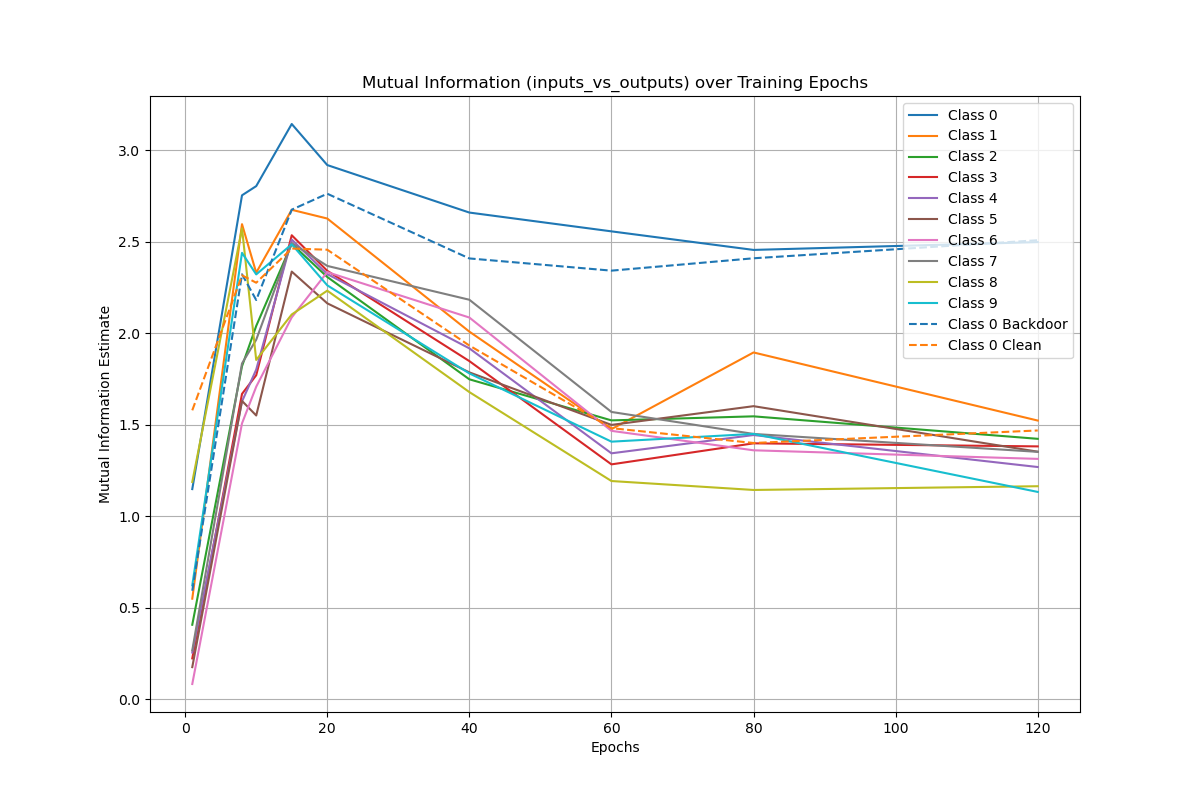 Mutual Information (inputs_vs_outputs) over Training Epochs
Mutual Information Estimate
3.0
2.5
2.0
1.5
1.0
0.5
0.0
0
20
40
60
80
100
120
Epochs
Class 0
Class 1
Class 2
Class 3
Class 4
Class 5
Class 6
Class 7
Class 8
Class 9
Class 0 Backdoor
Class 0 Clean